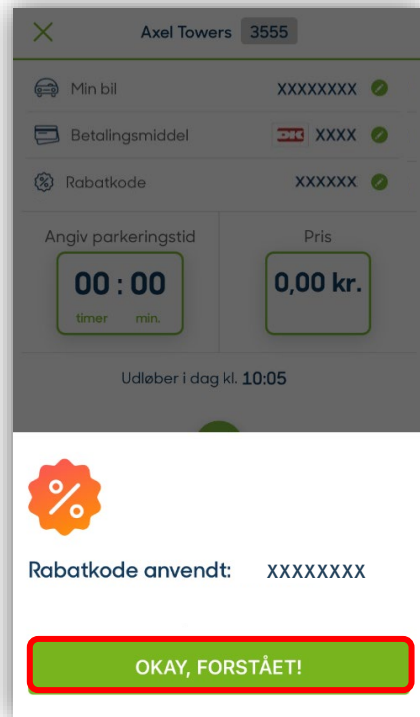 Axel Towers 3555
Min bil XXXXXXXX
Betalingsmiddel DK XXXX
Rabatkode XXXXXX
Angiv parkeringstid Pris
00 : 00 0,00 kr.
timer min.
Udløber i dag kl. 10:05
%
Rabatkode anvendt: XXXXXXXX
OKAY, FORSTÅET!